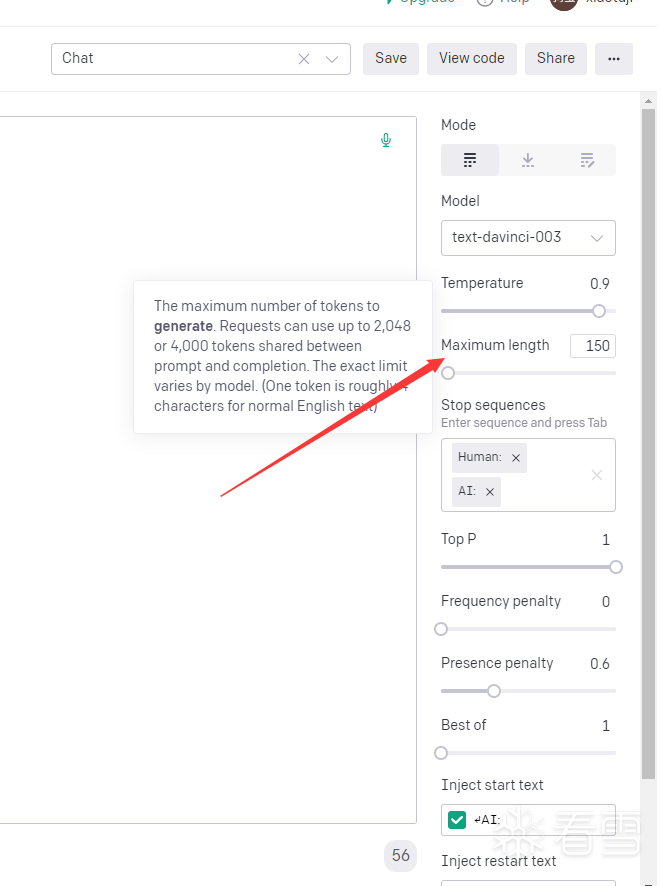 Upgrade
Help
xiaotaji
Chat
Save
View code
Share
Mode
Model
text-davinci-003
Temperature
0.9
The maximum number of tokens to
generate. Requests can use up to 2,048
or 4,000 tokens shared between
prompt and completion. The exact limit
varies by model. (One token is roughly 4
characters for normal English text)
Maximum length
150
Stop sequences
Enter sequence and press Tab
Human:
AI:
Top P
1
Frequency penalty
0
Presence penalty
0.6
Best of
1
Inject start text
↵AI:
看雪
56
Inject restart text